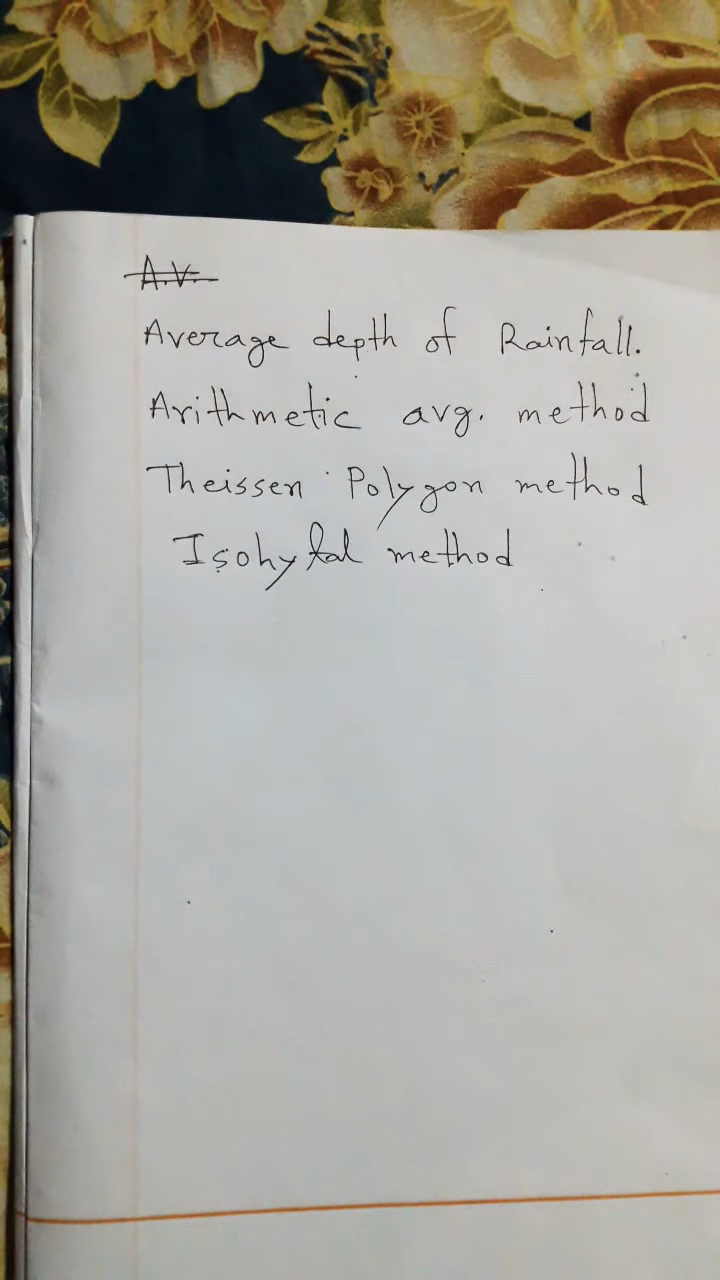 A.V.
Average depth of Rainfall.
Arithmetic avg. method
Theissen Polygon method
Isohytal method